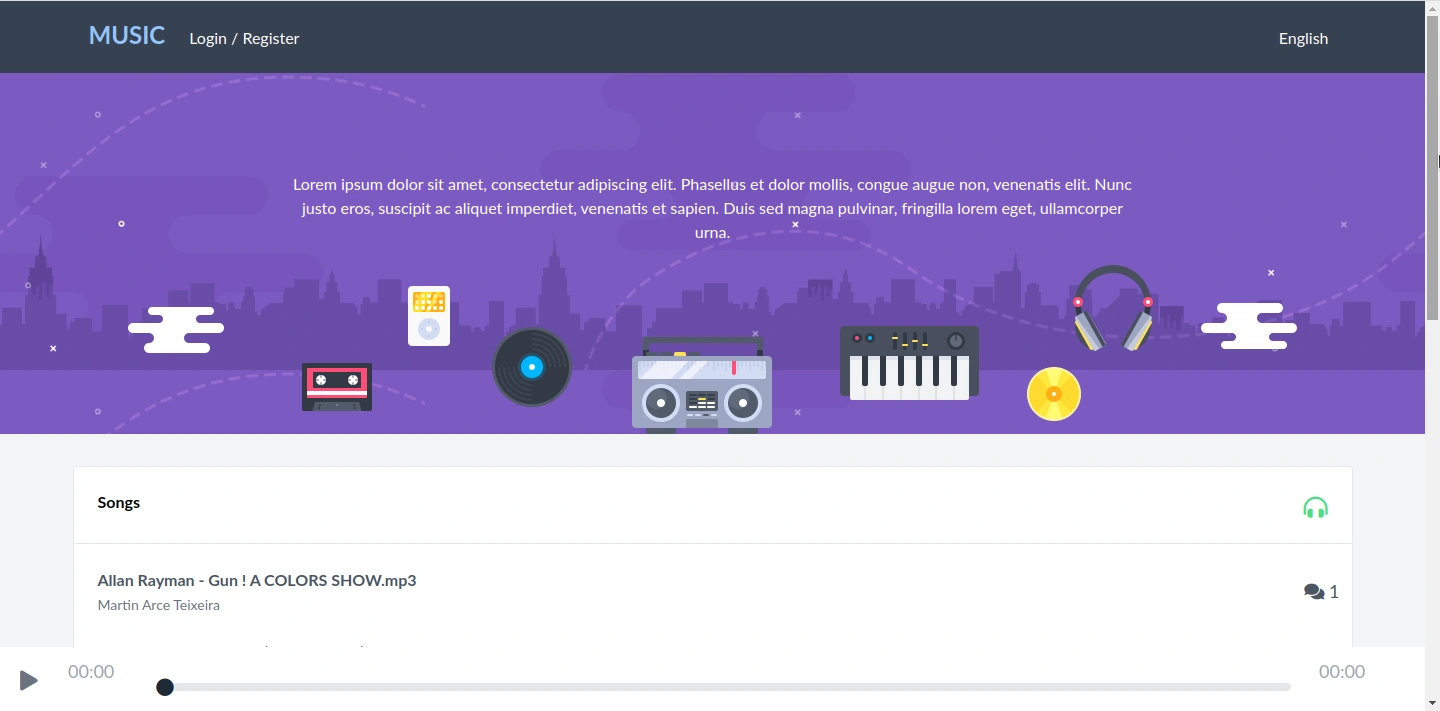 MUSIC Login / Register English
Lorem ipsum dolor sit amet, consectetur adipiscing elit. Phasellus et dolor mollis, congue augue non, venenatis elit. Nunc
justo eros, suscipit ac aliquet imperdiet, venenatis et sapien. Duis sed magna pulvinar, fringilla lorem eget, ullamcorper
urna.
Songs
Allan Rayman - Gun ! A COLORS SHOW.mp3
Martin Arce Teixeira
1
00:00 00:00